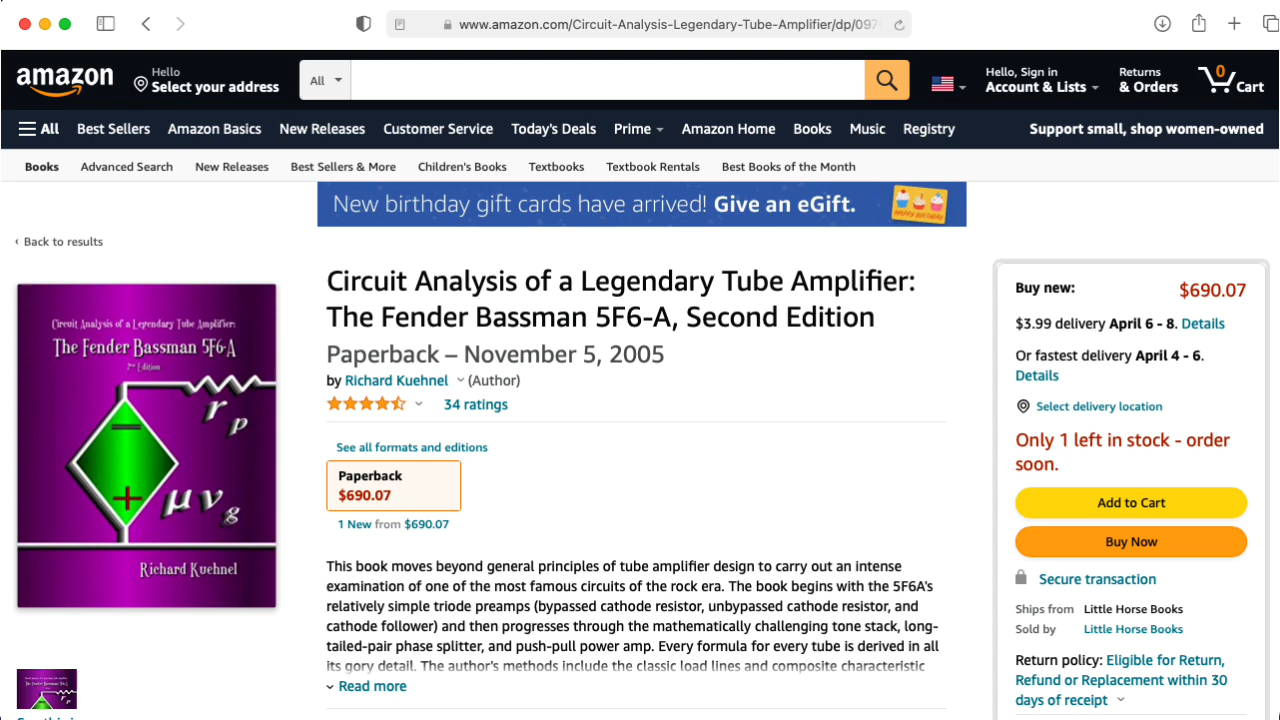 www.amazon.com/Circuit-Analysis-Legendary-Tube-Amplifier/dp/097
amazon
Hello
Select your address
All
Hello, Sign in
Account & Lists
Returns
& Orders
0
Cart
All
Best Sellers
Amazon Basics
New Releases
Customer Service
Today's Deals
Prime
Amazon Home
Books
Music
Registry
Support small, shop women-owned
Books
Advanced Search
New Releases
Best Sellers & More
Children's Books
Textbooks
Textbook Rentals
Best Books of the Month
New birthday gift cards have arrived! Give an eGift.
HAPPY BIRTHDAY
‹ Back to results
Circuit Analysis of a Legendary Tube Amplifier:
The Fender Bassman 5F6-A
2nd Edition
r p
μ v g
Richard Kuehnel
Circuit Analysis of a Legendary Tube Amplifier:
The Fender Bassman 5F6-A, Second Edition
Paperback – November 5, 2005
by Richard Kuehnel (Author)
34 ratings
See all formats and editions
Paperback
$690.07
1 New from $690.07
This book moves beyond general principles of tube amplifier design to carry out an intense
examination of one of the most famous circuits of the rock era. The book begins with the 5F6A's
relatively simple triode preamps (bypassed cathode resistor, unbypassed cathode resistor, and
cathode follower) and then progresses through the mathematically challenging tone stack, long-
tailed-pair phase splitter, and push-pull power amp. Every formula for every tube is derived in all
its gory detail. The author's methods include the classic load lines and composite characteristic
Read more
Buy new:
$690.07
$3.99 delivery April 6 - 8. Details
Or fastest delivery April 4 - 6.
Details
Select delivery location
Only 1 left in stock - order
soon.
Add to Cart
Buy Now
Secure transaction
Ships from Little Horse Books
Sold by Little Horse Books
Return policy: Eligible for Return,
Refund or Replacement within 30
days of receipt